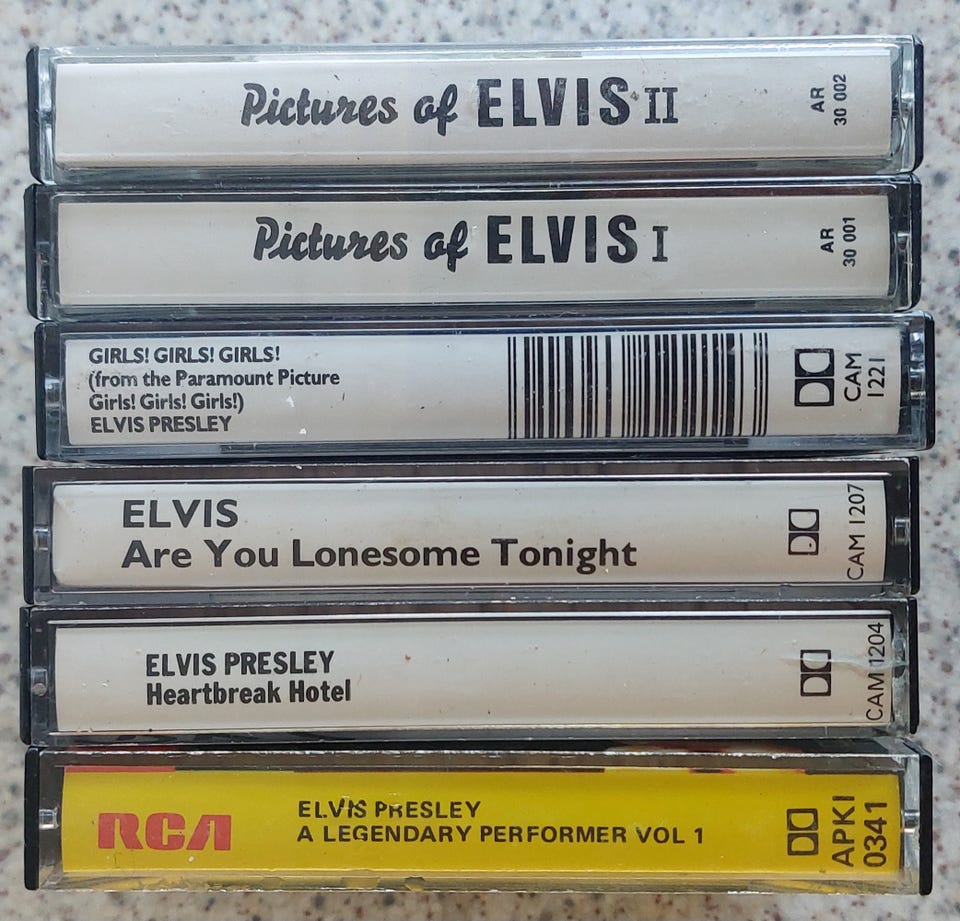 Pictures of ELVIS II
AR
30 002
Pictures of ELVIS I
AR
30 001
GIRLS! GIRLS! GIRLS!
(from the Paramount Picture
Girls! Girls! Girls!)
ELVIS PRESLEY
CAM
1221
ELVIS
Are You Lonesome Tonight
CAM 1207
ELVIS PRESLEY
Heartbreak Hotel
CAM 1204
RCA
ELVIS PRESLEY
A LEGENDARY PERFORMER VOL 1
APK1
0341